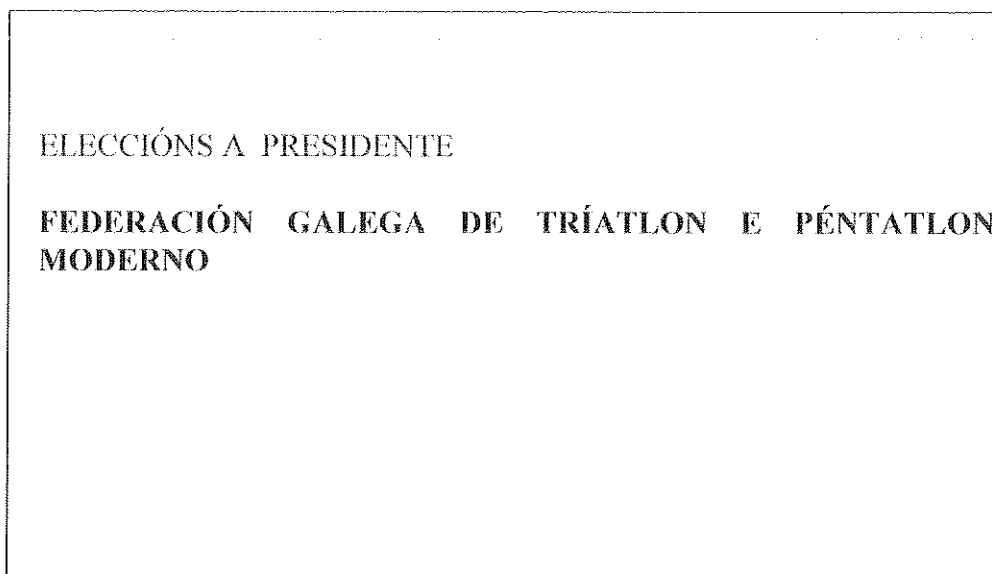 ELECCIÓNS A PRESIDENTE
FEDERACIÓN GALEGA DE TRÍATLON E PÉNTATLON
MODERNO